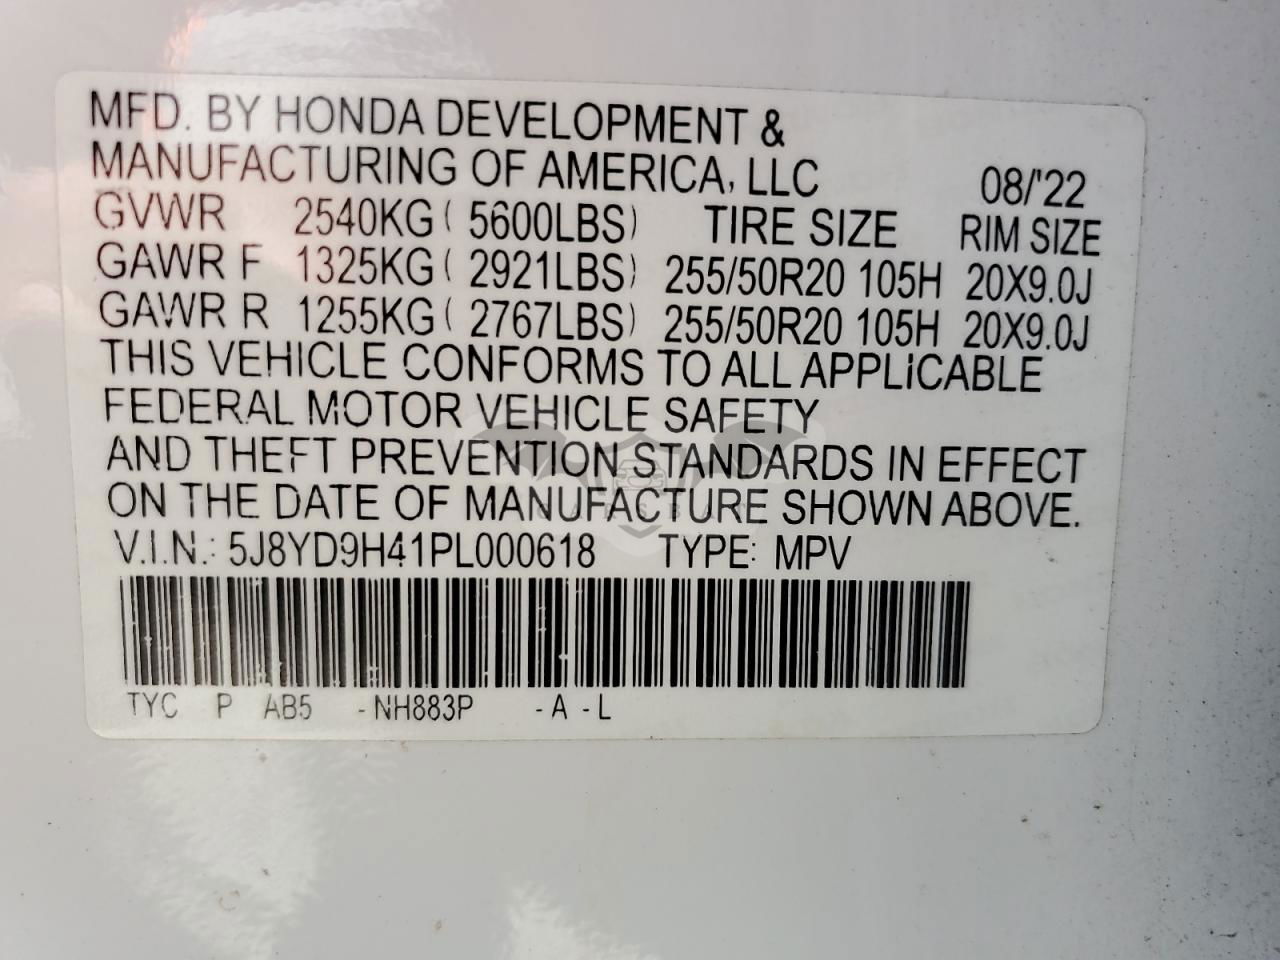 MFD. BY HONDA DEVELOPMENT &
MANUFACTURING OF AMERICA, LLC 08/'22
GVWR 2540KG ( 5600LBS) TIRE SIZE RIM SIZE
GAWR F 1325KG ( 2921LBS) 255/50R20 105H 20X9.0J
GAWR R 1255KG ( 2767LBS) 255/50R20 105H 20X9.0J
THIS VEHICLE CONFORMS TO ALL APPLICABLE
FEDERAL MOTOR VEHICLE SAFETY
AND THEFT PREVENTION STANDARDS IN EFFECT
ON THE DATE OF MANUFACTURE SHOWN ABOVE.
V.I.N.: 5J8YD9H41PL000618 TYPE: MPV
TYC P AB5 -NH883P -A -L